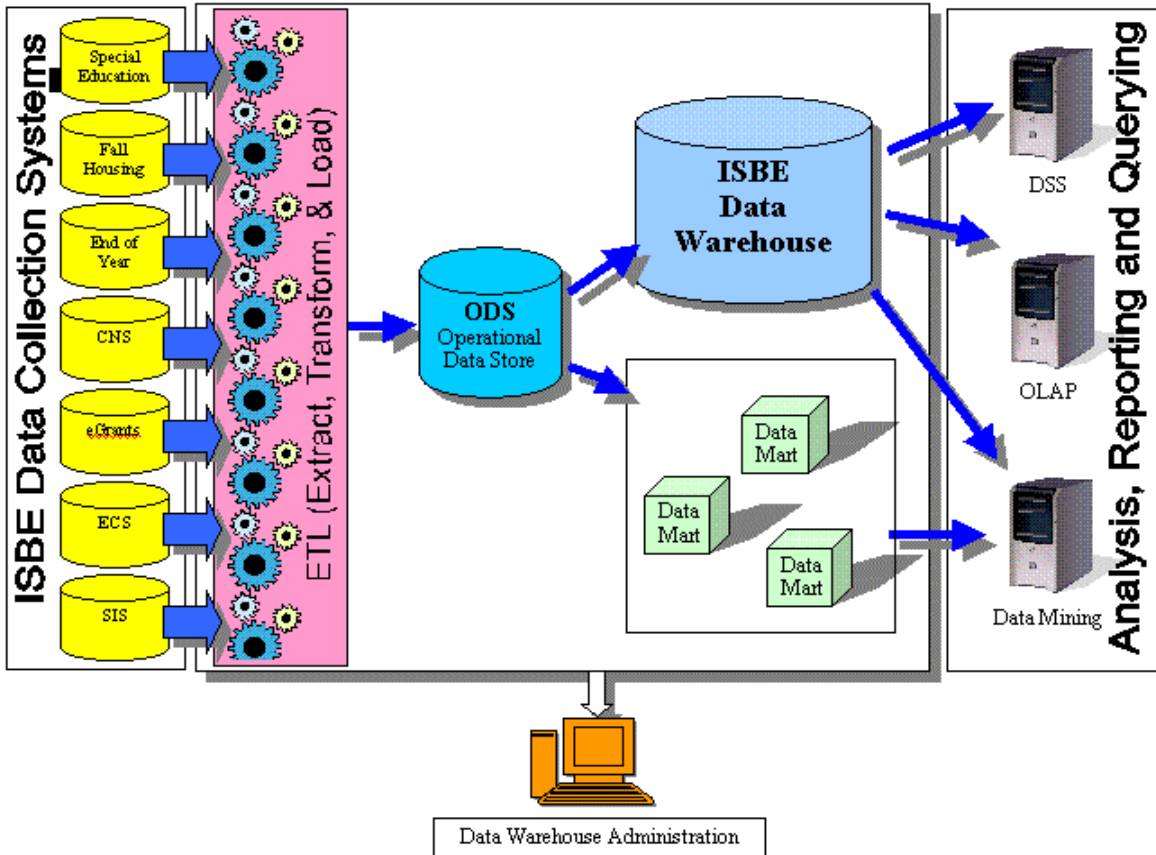 ISBE Data Collection Systems
Special
Education
Fall
Housing
End of
Year
CNS
eGrants
ECS
SIS
ETL (Extract, Transform, & Load)
ODS
Operational
Data Store
ISBE
Data
Warehouse
Data
Mart
Data
Mart
Data
Mart
DSS
OLAP
Data Mining
Analysis, Reporting and Querying
Data Warehouse Administration